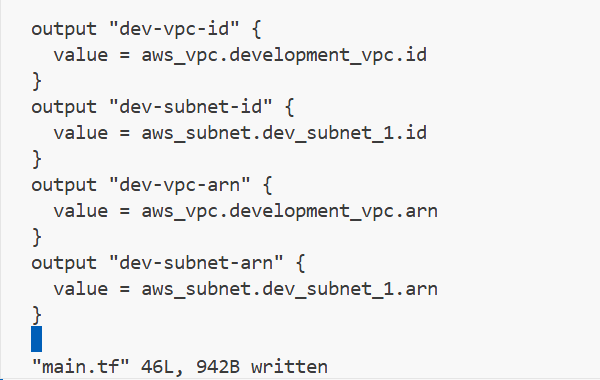 output "dev-vpc-id" {
  value = aws_vpc.development_vpc.id
}
output "dev-subnet-id" {
  value = aws_subnet.dev_subnet_1.id
}
output "dev-vpc-arn" {
  value = aws_vpc.development_vpc.arn
}
output "dev-subnet-arn" {
  value = aws_subnet.dev_subnet_1.arn
}
"main.tf" 46L, 942B written